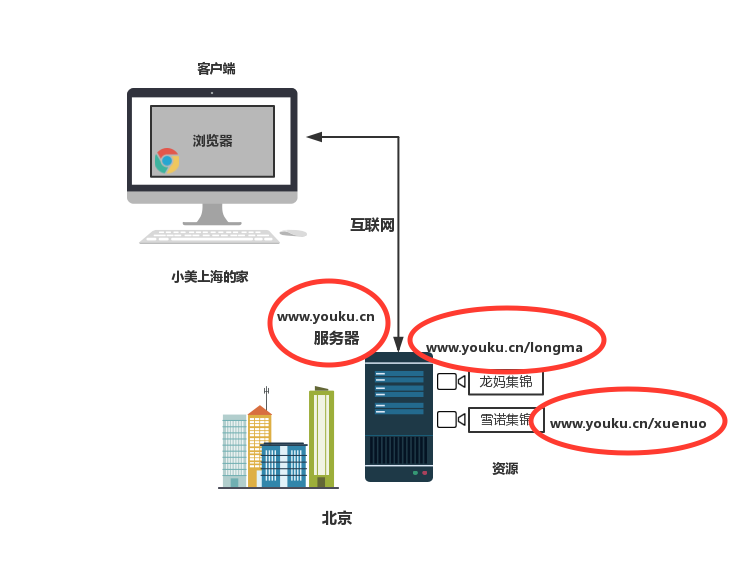 客户端
浏览器
互联网
小美上海的家
www.youku.cn
服务器
www.youku.cn/longma
龙妈集锦
雪诺集锦
www.youku.cn/xuenuo
资源
北京